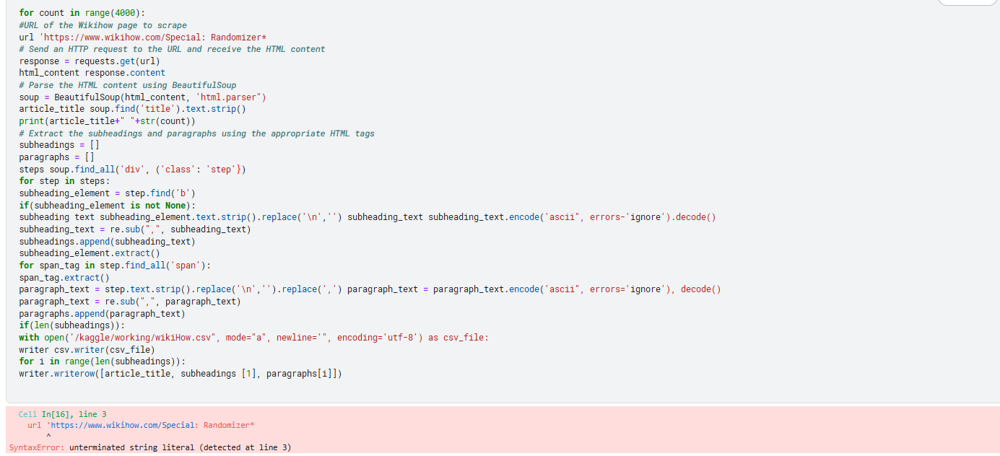 for count in range(4000):
#URL of the Wikihow page to scrape
url 'https://www.wikihow.com/Special: Randomizer*
# Send an HTTP request to the URL and receive the HTML content
response = requests.get(url)
html_content response.content
# Parse the HTML content using BeautifulSoup
soup = BeautifulSoup(html_content, 'html.parser")
article_title soup.find('title').text.strip()
print(article_title+" "+str(count))
# Extract the subheadings and paragraphs using the appropriate HTML tags
subheadings = []
paragraphs = []
steps soup.find_all('div', ('class': 'step'})
for step in steps:
subheading_element = step.find('b')
if(subheading_element is not None):
subheading text subheading_element.text.strip().replace('\n','') subheading_text subheading_text.encode('ascii", errors-'ignore').decode()
subheading_text = re.sub(",", subheading_text)
subheadings.append(subheading_text)
subheading_element.extract()
for span_tag in step.find_all('span'):
span_tag.extract()
paragraph_text = step.text.strip().replace('\n','').replace(',') paragraph_text = paragraph_text.encode('ascii", errors='ignore'), decode()
paragraph_text = re.sub(",", paragraph_text)
paragraphs.append(paragraph_text)
if(len(subheadings)):
with open('/kaggle/working/wikiHow.csv", mode="a", newline='", encoding='utf-8') as csv_file:
writer csv.writer(csv_file)
for i in range(len(subheadings)):
writer.writerow([article_title, subheadings [1], paragraphs[i]])
Cell In[16], line 3
url 'https://www.wikihow.com/Special: Randomizer*
^
SyntaxError: unterminated string literal (detected at line 3)